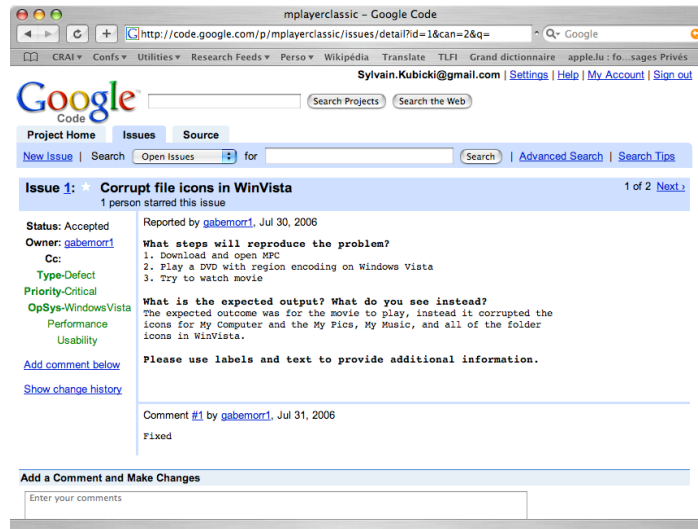 mplayerclassic – Google Code
http://code.google.com/p/mplayerclassic/issues/detail?id=1&can=2&q=
Google
CRAI Confs Utilities Research Feeds Perso Wikipédia Translate TLFI Grand dictionnaire apple.lu : fo...sages Privés
Sylvain.Kubicki@gmail.com | Settings | Help | My Account | Sign out
Google
Code
Search Projects Search the Web
Project Home Issues Source
New Issue | Search Open Issues for Search | Advanced Search | Search Tips
Issue 1: Corrupt file icons in WinVista 1 of 2 Next ›
1 person starred this issue
Status: Accepted
Owner: gabemorr1
Cc:
Type-Defect
Priority-Critical
OpSys-WindowsVista
Performance
Usability
Add comment below
Show change history
Reported by gabemorr1, Jul 30, 2006
What steps will reproduce the problem?
1. Download and open MPC
2. Play a DVD with region encoding on Windows Vista
3. Try to watch movie
What is the expected output? What do you see instead?
The expected outcome was for the movie to play, instead it corrupted the
icons for My Computer and the My Pics, My Music, and all of the folder
icons in WinVista.
Please use labels and text to provide additional information.
Comment #1 by gabemorr1, Jul 31, 2006
Fixed
Add a Comment and Make Changes
Enter your comments